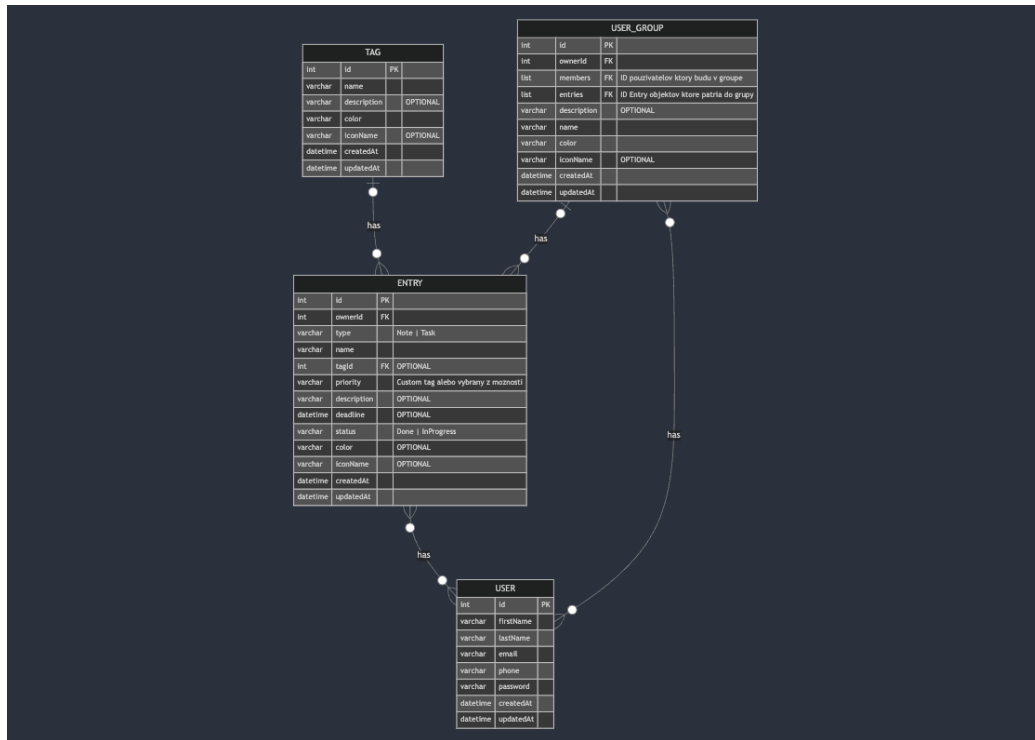 TAG
int id PK
varchar name
varchar description OPTIONAL
varchar color
varchar iconName OPTIONAL
datetime createdAt
datetime updatedAt
USER_GROUP
int id PK
int ownerId FK
list members FK ID pouzivatelov ktory budu v groupe
list entries FK ID Entry objektov ktore patria do grupy
varchar description OPTIONAL
varchar name
varchar color
varchar iconName OPTIONAL
datetime createdAt
datetime updatedAt
has
has
ENTRY
int id PK
int ownerId FK
varchar type Note | Task
varchar name
int tagId FK OPTIONAL
varchar priority Custom tag alebo vybrany z moznosti
varchar description OPTIONAL
datetime deadline OPTIONAL
varchar status Done | InProgress
varchar color OPTIONAL
varchar iconName OPTIONAL
datetime createdAt
datetime updatedAt
has
has
USER
int id PK
varchar firstName
varchar lastName
varchar email
varchar phone
varchar password
datetime createdAt
datetime updatedAt